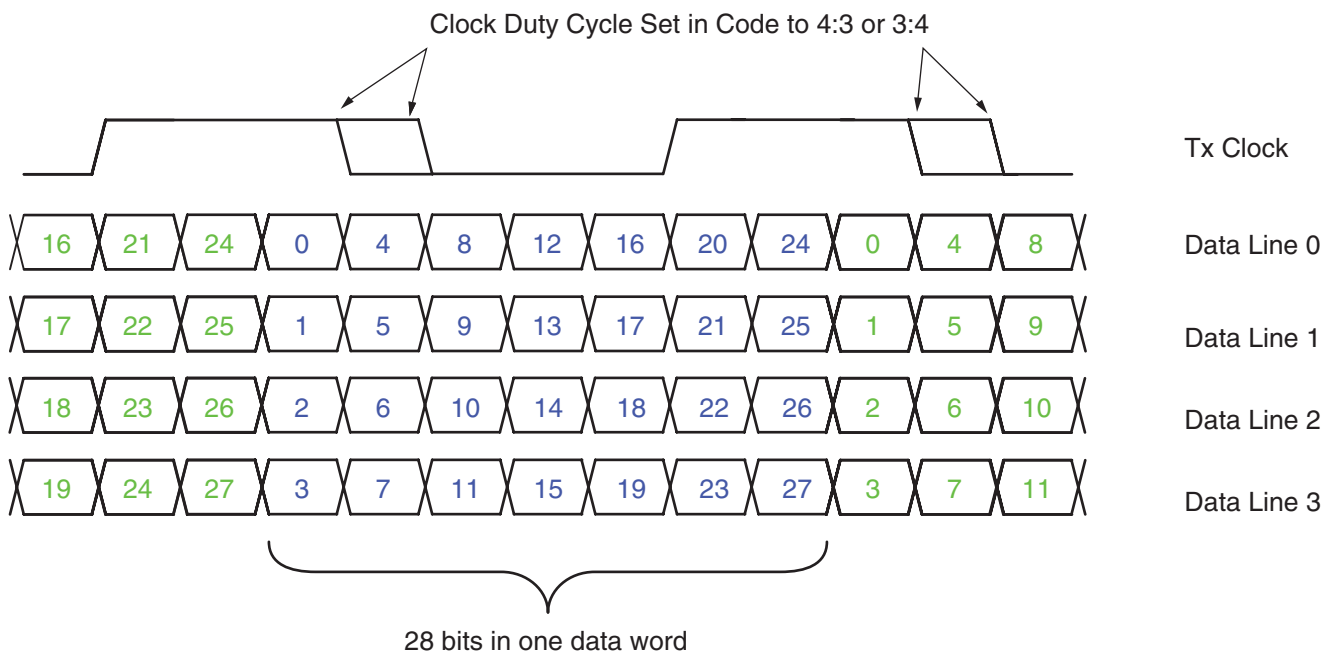 Clock Duty Cycle Set in Code to 4:3 or 3:4
Tx Clock
16 21 24 0 4 8 12 16 20 24 0 4 8 Data Line 0
17 22 25 1 5 9 13 17 21 25 1 5 9 Data Line 1
18 23 26 2 6 10 14 18 22 26 2 6 10 Data Line 2
19 24 27 3 7 11 15 19 23 27 3 7 11 Data Line 3
28 bits in one data word